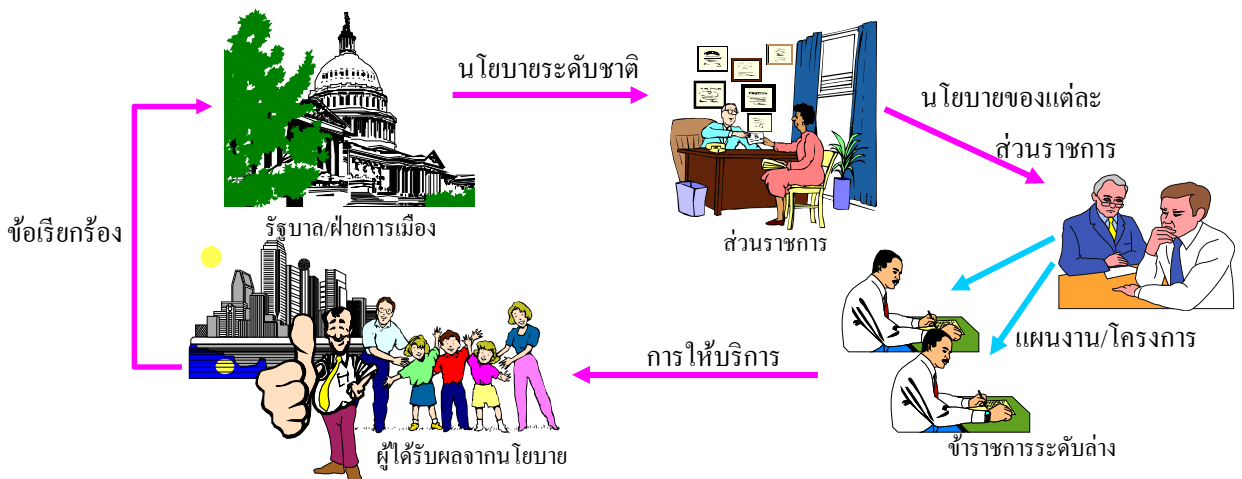 นโยบายระดับชาติ
นโยบายของแต่ละ
ส่วนราชการ
รัฐบาล/ฝ่ายการเมือง
ข้อเรียกร้อง
ส่วนราชการ
แผนงาน/โครงการ
การให้บริการ
ข้าราชการระดับล่าง
ผู้ได้รับผลจากนโยบาย